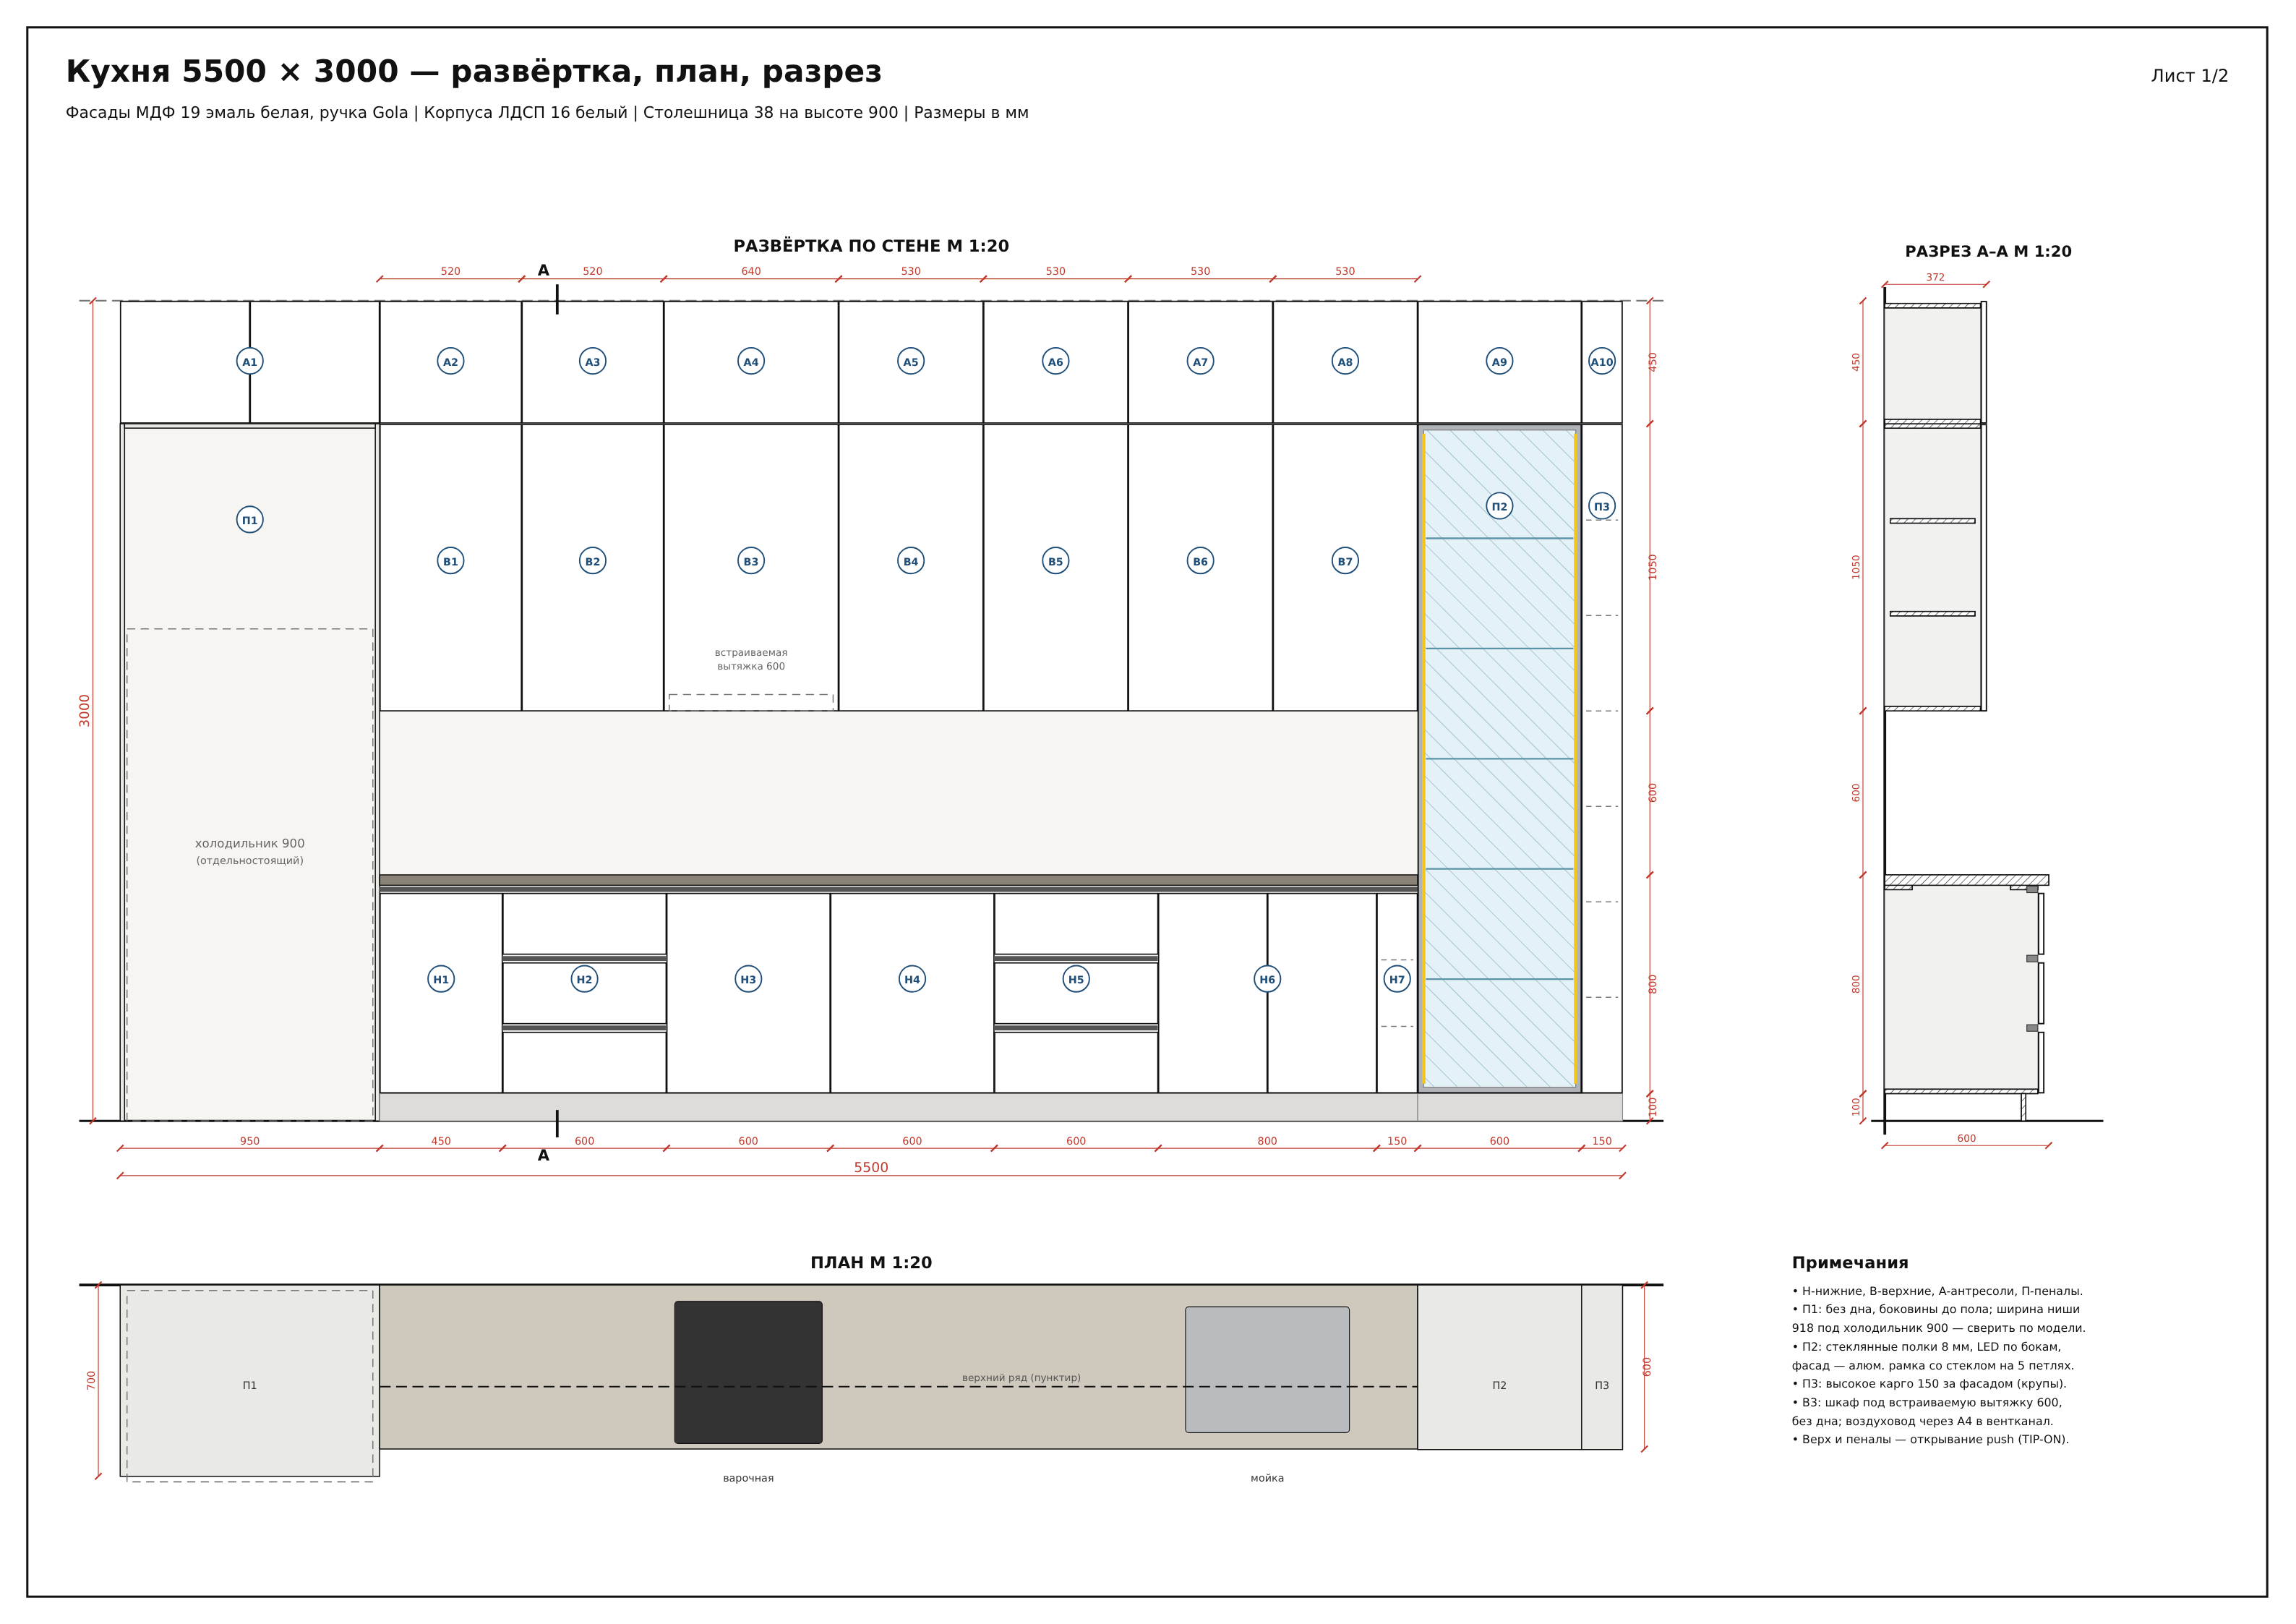 Кухня 5500 × 3000 — развёртка, план, разрез
Лист 1/2
Фасады МДФ 19 эмаль белая, ручка Gola | Корпуса ЛДСП 16 белый | Столешница 38 на высоте 900 | Размеры в мм
РАЗВЁРТКА ПО СТЕНЕ М 1:20
520
А
520
640
530
530
530
530
А1
А2
А3
А4
А5
А6
А7
А8
А9
А10
450
П1
В1
В2
В3
В4
В5
В6
В7
П2
П3
1050
встраиваемая
вытяжка 600
3000
600
холодильник 900
(отдельностоящий)
Н1
Н2
Н3
Н4
Н5
Н6
Н7
800
100
950
450
А
600
600
600
600
800
150
600
150
5500
РАЗРЕЗ А–А М 1:20
372
450
1050
600
800
100
600
ПЛАН М 1:20
700
П1
верхний ряд (пунктир)
П2
П3
600
варочная
мойка
Примечания
• Н-нижние, В-верхние, А-антресоли, П-пеналы.
• П1: без дна, боковины до пола; ширина ниши
918 под холодильник 900 — сверить по модели.
• П2: стеклянные полки 8 мм, LED по бокам,
фасад — алюм. рамка со стеклом на 5 петлях.
• П3: высокое карго 150 за фасадом (крупы).
• В3: шкаф под встраиваемую вытяжку 600,
без дна; воздуховод через А4 в вентканал.
• Верх и пеналы — открывание push (TIP-ON).